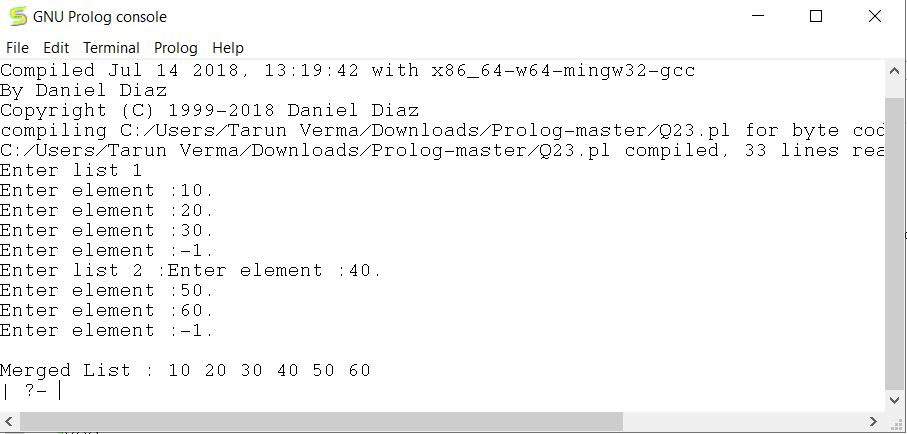 GNU Prolog console
File Edit Terminal Prolog Help
Compiled Jul 14 2018, 13:19:42 with x86_64-w64-mingw32-gcc
By Daniel Diaz
Copyright (C) 1999-2018 Daniel Diaz
compiling C:/Users/Tarun Verma/Downloads/Prolog-master/Q23.pl for byte cod
C:/Users/Tarun Verma/Downloads/Prolog-master/Q23.pl compiled, 33 lines rea
Enter list 1
Enter element :10.
Enter element :20.
Enter element :30.
Enter element :-1.
Enter list 2 :Enter element :40.
Enter element :50.
Enter element :60.
Enter element :-1.
Merged List : 10 20 30 40 50 60
| ?-